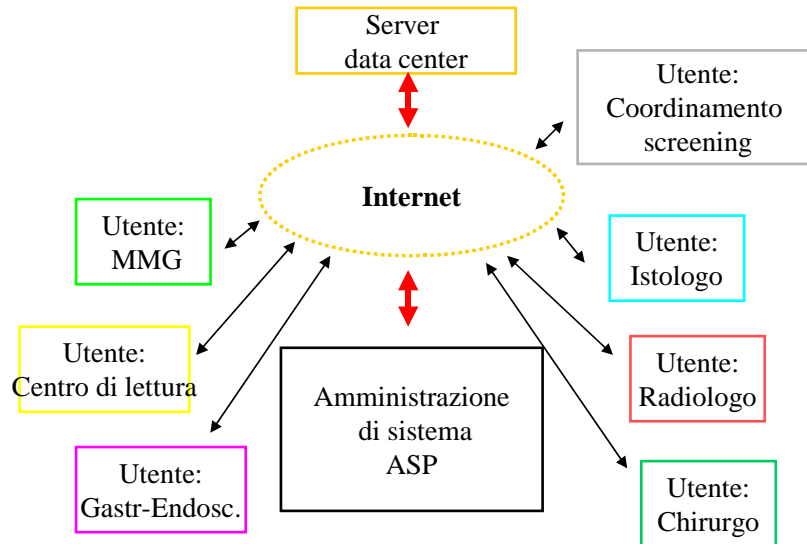 Server
data center
Utente:
Coordinamento
screening
Internet
Utente:
MMG
Utente:
Istologo
Utente:
Centro di lettura
Amministrazione
di sistema
ASP
Utente:
Radiologo
Utente:
Gastr-Endosc.
Utente:
Chirurgo